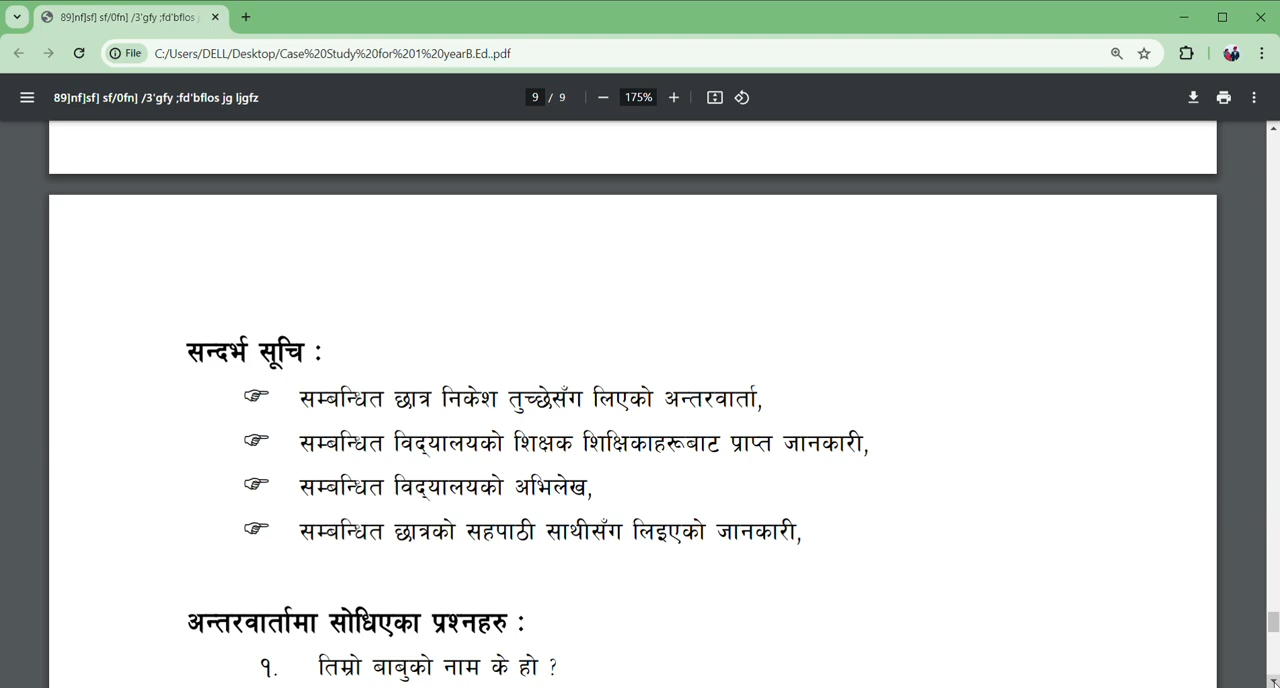 89]nf]sf] sf/0fn] /3'gfy ;fd'bflos j
File C:/Users/DELL/Desktop/Case%20Study%20for%201%20yearB.Ed..pdf
89]nf]sf] sf/0fn] /3'gfy ;fd'bflos jg ljgfz 9 / 9 175%
सन्दर्भ सूचि :
☞ सम्बन्धित छात्र निकेश तुच्छेसँग लिएको अन्तरवार्ता,
☞ सम्बन्धित विद्‌यालयको शिक्षक शिक्षिकाहरूबाट प्राप्त जानकारी,
☞ सम्बन्धित विद्‌यालयको अभिलेख,
☞ सम्बन्धित छात्रको सहपाठी साथीसँग लिइएको जानकारी,
अन्तरवार्तामा सोधिएका प्रश्नहरु :
१. तिम्रो बाबुको नाम के हो ?